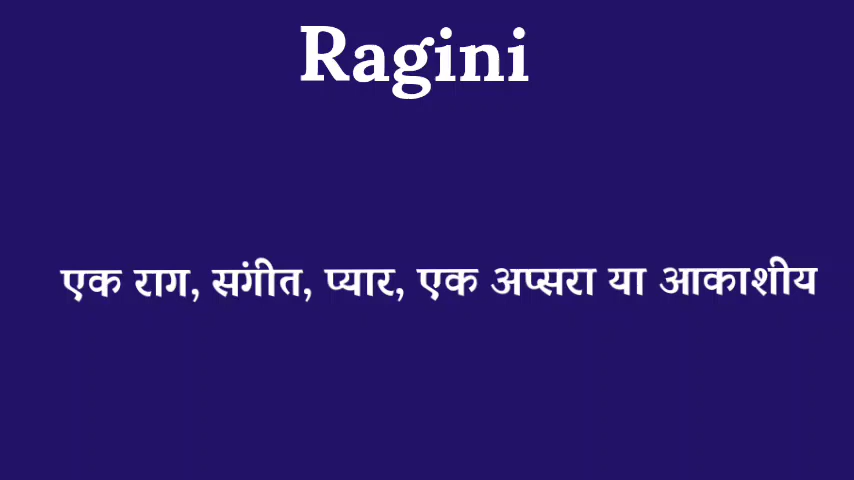 Ragini
एक राग, संगीत, प्यार, एक अप्सरा या आकाशीय